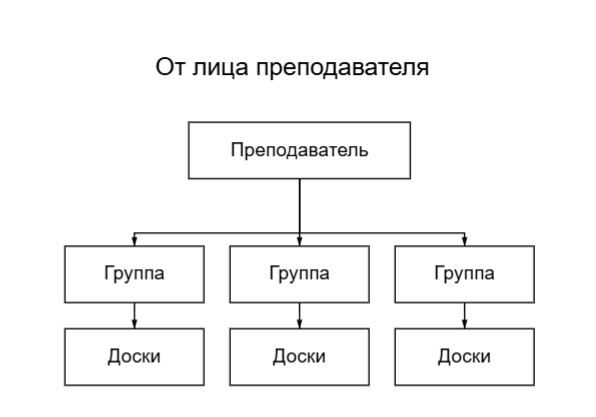 От лица преподавателя
Преподаватель
Группа
Группа
Группа
Доски
Доски
Доски